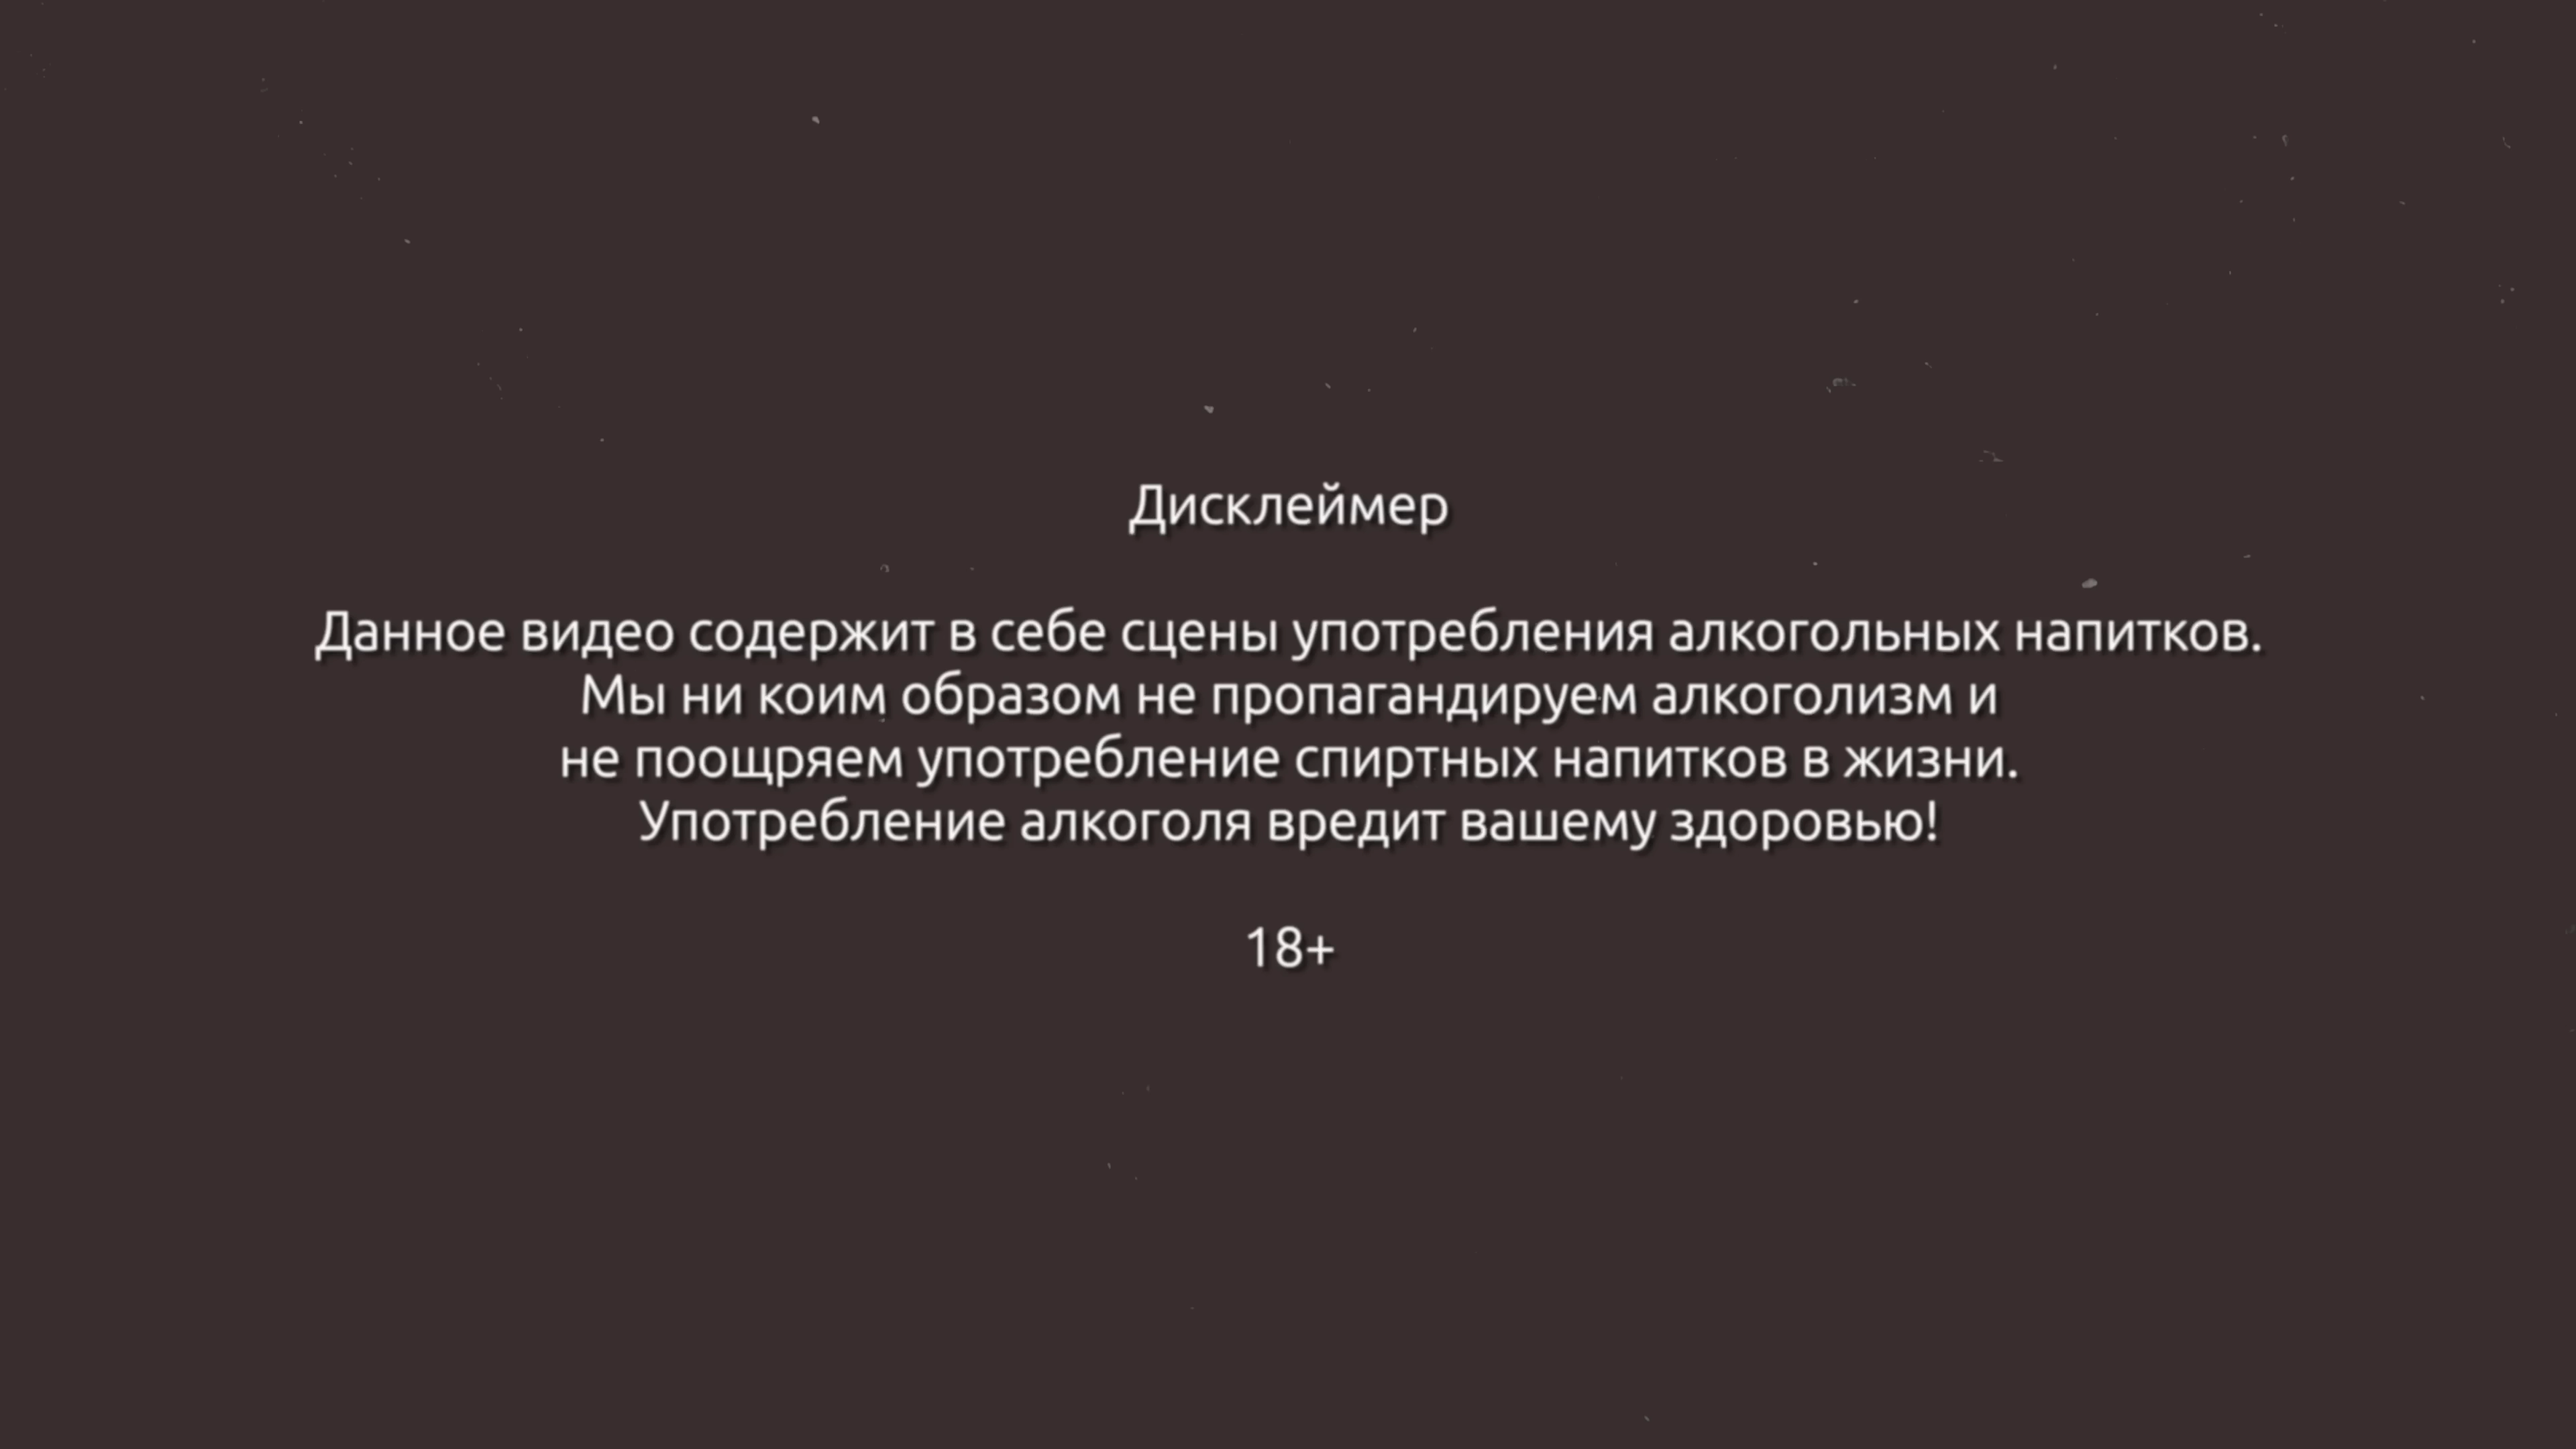 Дисклеймер
Данное видео содержит в себе сцены употребления алкогольных напитков.
Мы ни коим образом не пропагандируем алкоголизм и
не поощряем употребление спиртных напитков в жизни.
Употребление алкоголя вредит вашему здоровью!
18+